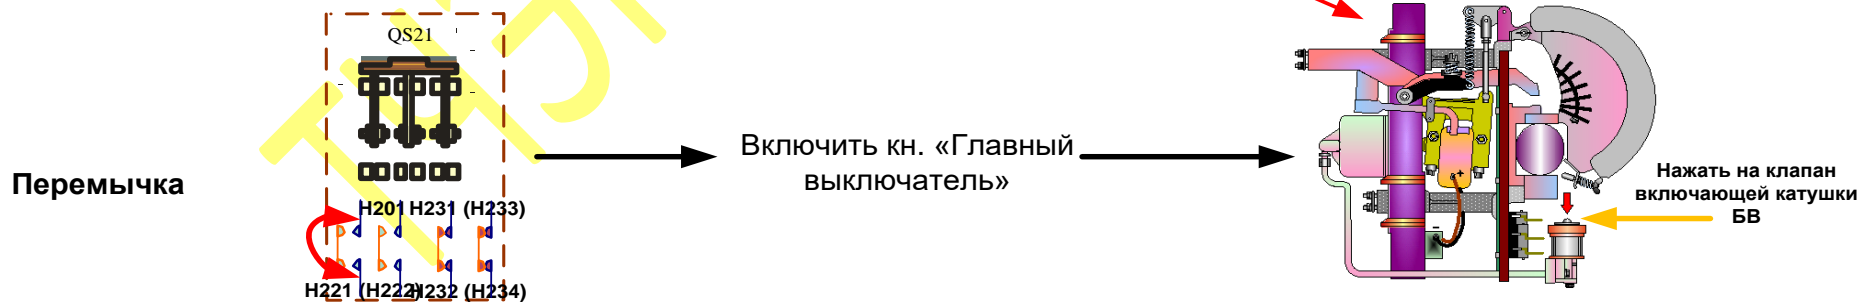 QS21
Перемычка
H201 H231 (H233)
H221 (H222) H232 (H234)
Включить кн. «Главный
выключатель»
Нажать на клапан
включающей катушки
БВ